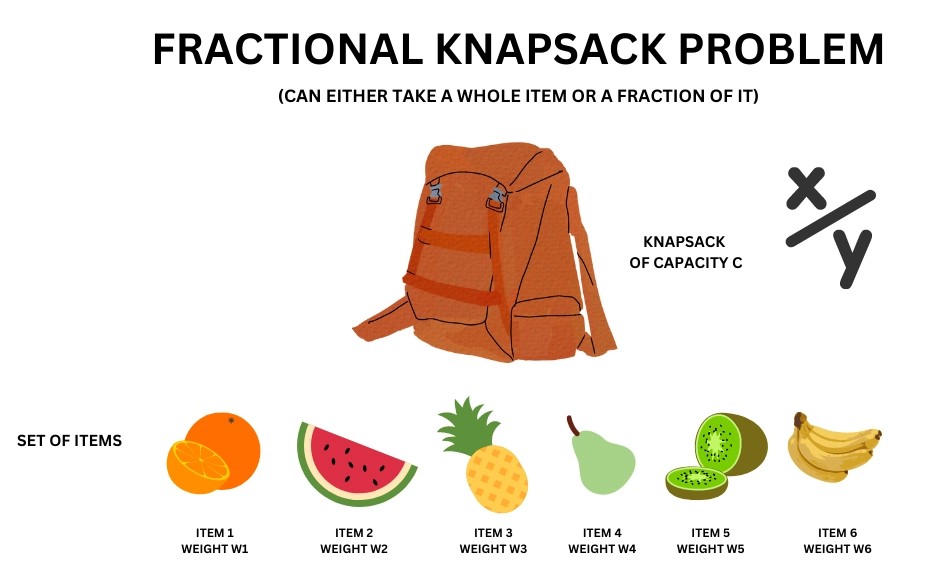 FRACTIONAL KNAPSACK PROBLEM
(CAN EITHER TAKE A WHOLE ITEM OR A FRACTION OF IT)
KNAPSACK
OF CAPACITY C
x/y
SET OF ITEMS
ITEM 1
WEIGHT W1
ITEM 2
WEIGHT W2
ITEM 3
WEIGHT W3
ITEM 4
WEIGHT W4
ITEM 5
WEIGHT W5
ITEM 6
WEIGHT W6